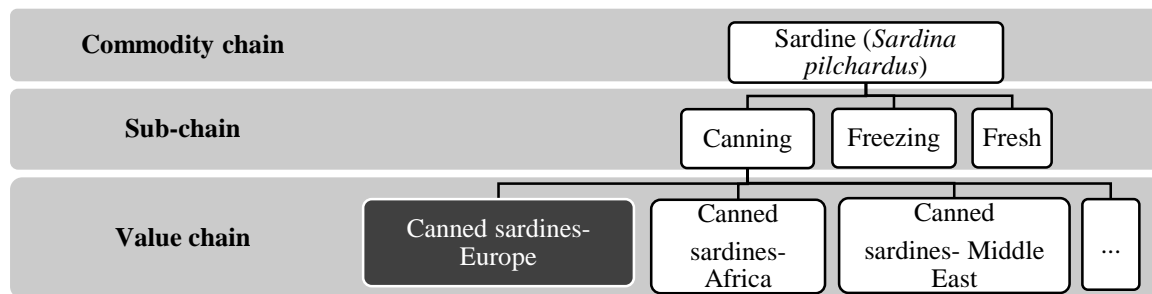 Commodity chain
Sardine (Sardina
pilchardus)
Sub-chain
Canning
Freezing
Fresh
Value chain
Canned sardines-
Europe
Canned
sardines-
Africa
Canned
sardines- Middle
East
...